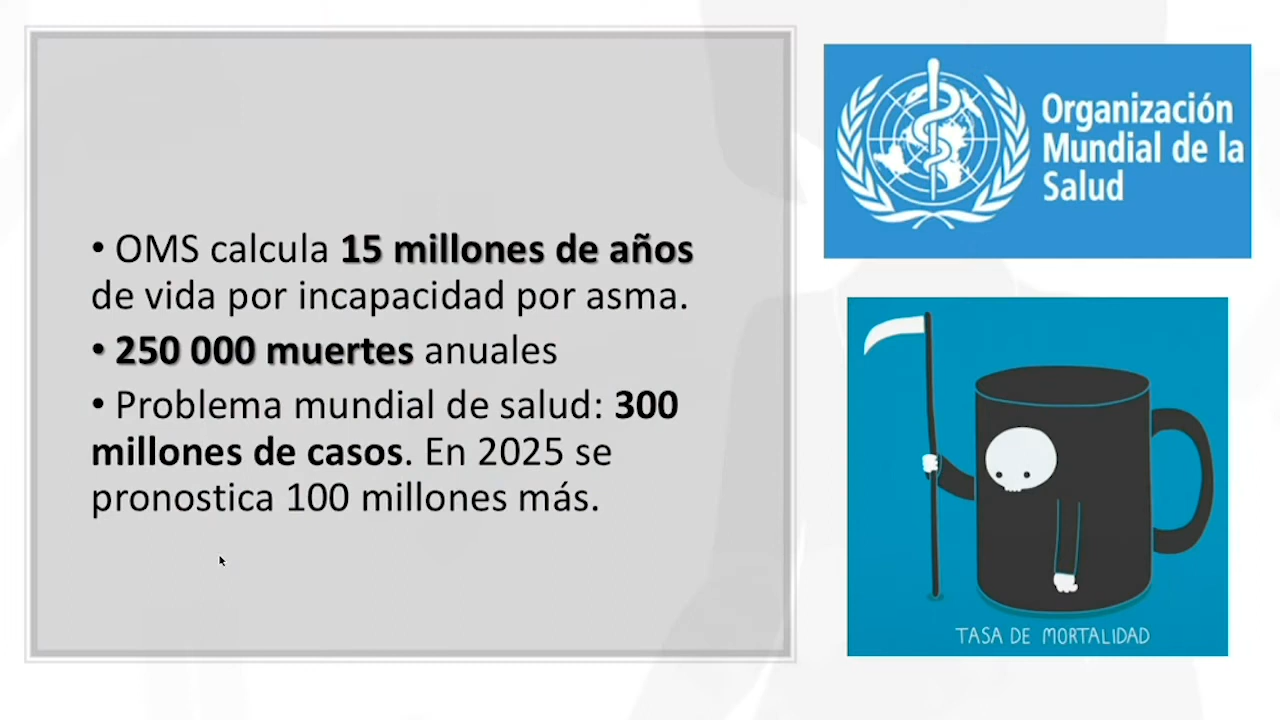 • OMS calcula 15 millones de años
de vida por incapacidad por asma.
• 250 000 muertes anuales
• Problema mundial de salud: 300
millones de casos. En 2025 se
pronostica 100 millones más.
Organización
Mundial de la
Salud
TASA DE MORTALIDAD